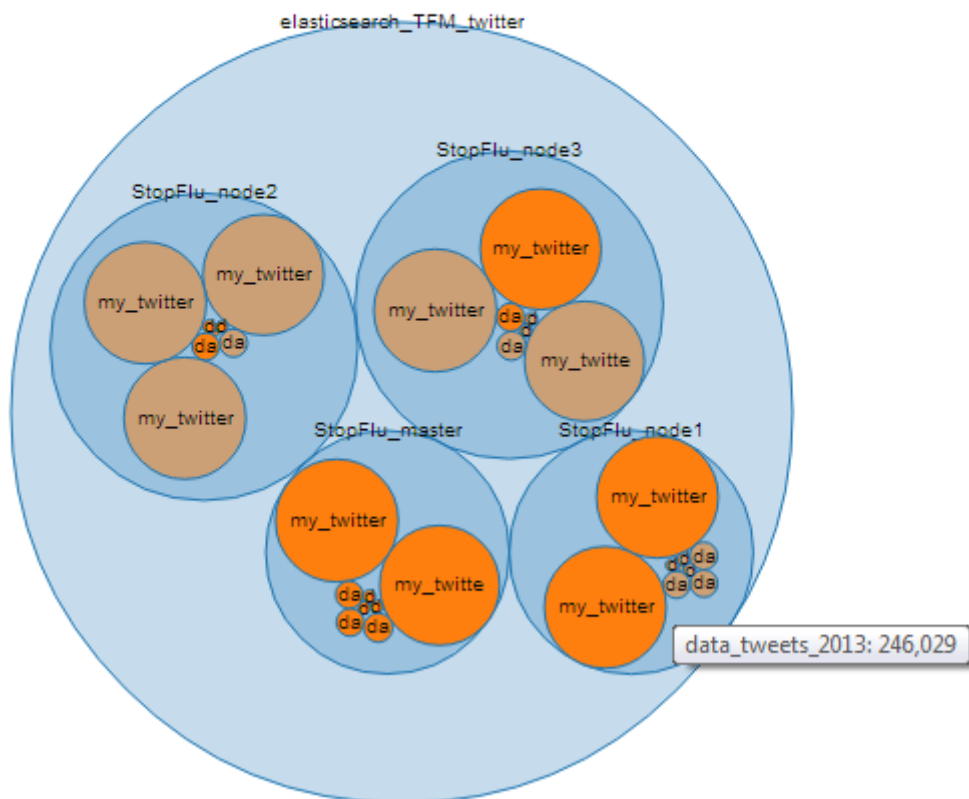 elasticsearch_TFM_twitter
StopFlu_node3
StopFlu_node2
my_twitter
my_twitter
my_twitter
my_twitter
my_twitter
da
d
d
d
d
da
da
da
my_twitte
my_twitter
StopFlu_master
StopFlu_node1
my_twitter
my_twitter
my_twitte
da
d
d
d
da
da
da
d
d
d
da
da
my_twitter
data_tweets_2013: 246,029